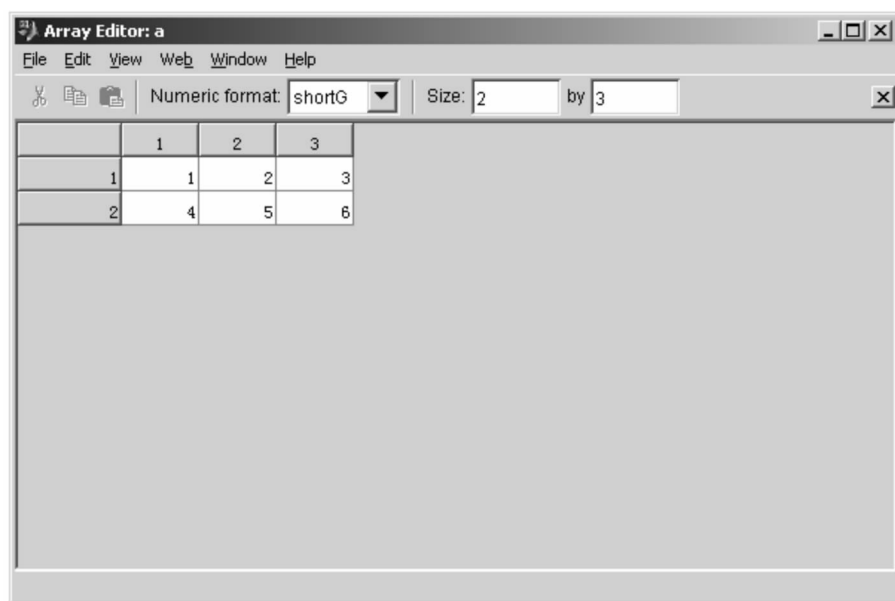 Array Editor: a
File Edit View Web Window Help
Numeric format: shortG Size: 2 by 3
1 2 3
1 1 2 3
2 4 5 6